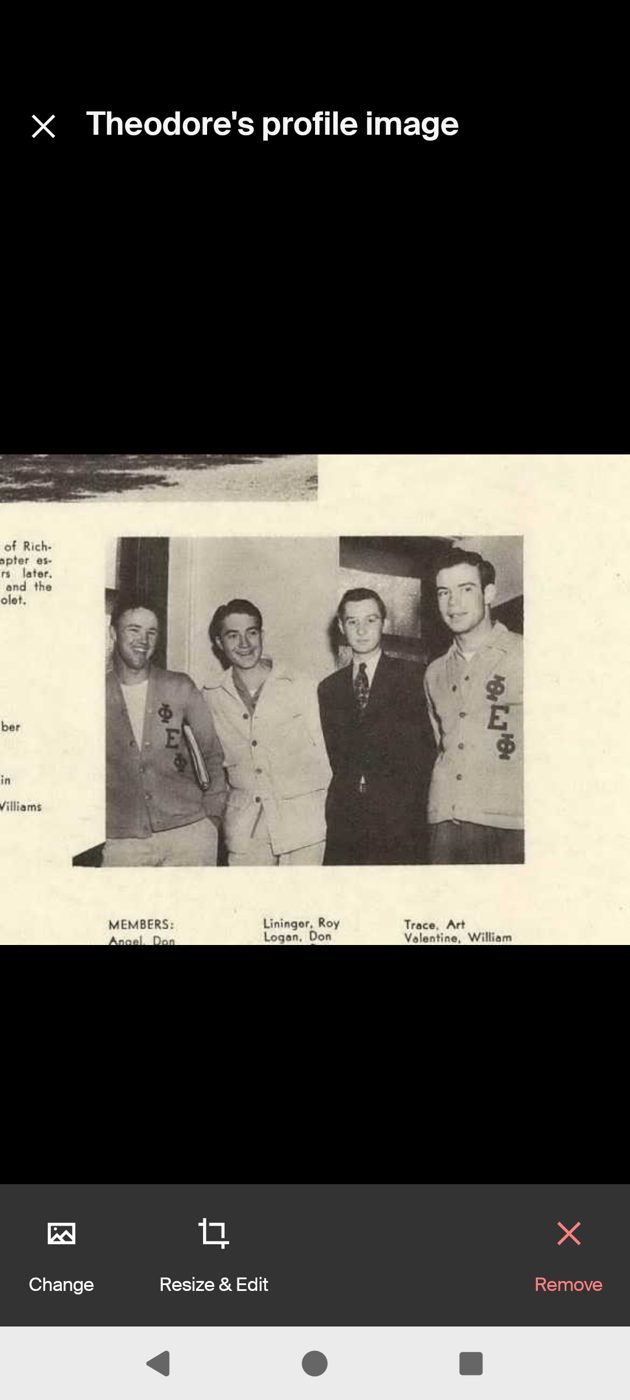 Theodore's profile image
of Rich-
apter es-
rs later.
and the
olet.
ber
in
Williams
ΦΣΦ
ΦΣΦ
MEMBERS:
Angel, Don
Lininger, Roy
Logan, Don
Trace, Art
Valentine, William
Change
Resize & Edit
Remove